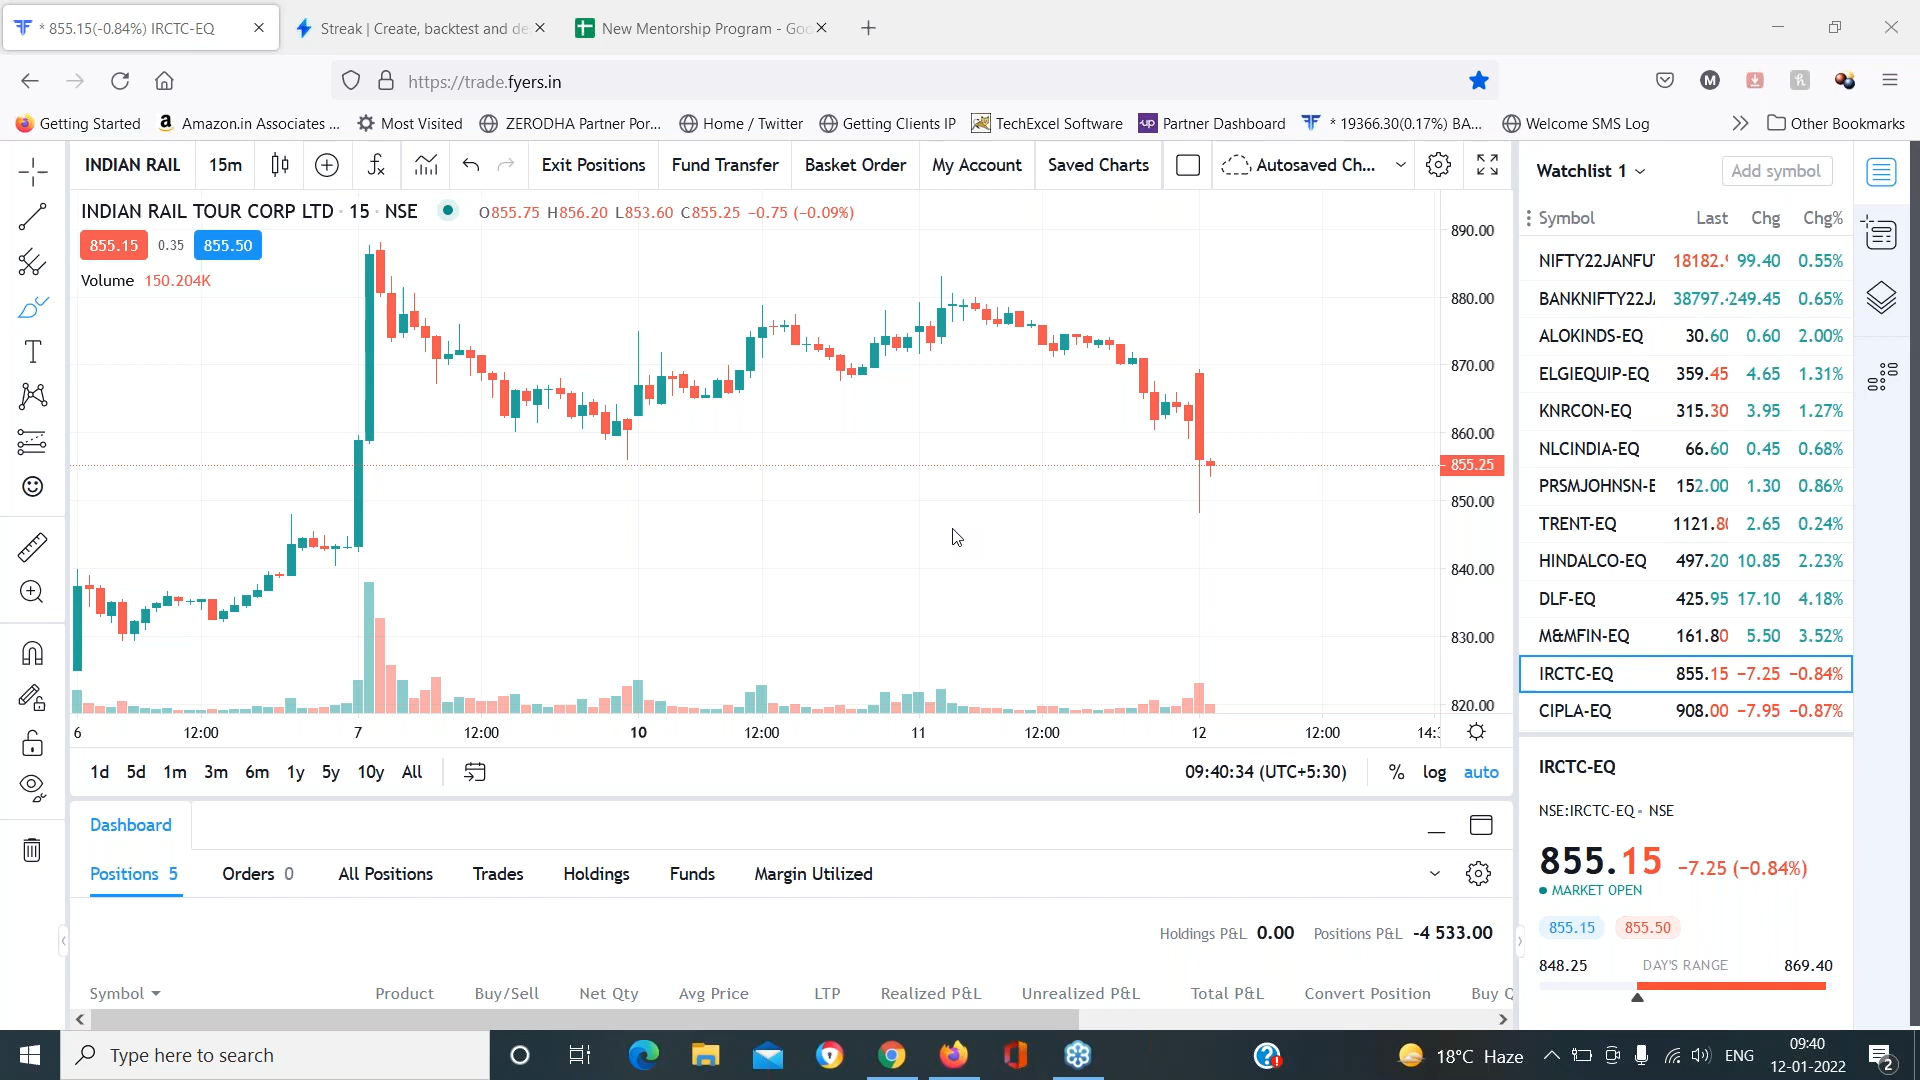 * 855.15(-0.84%) IRCTC-EQ
Streak | Create, backtest and de
New Mentorship Program - Goo
https://trade.fyers.in
M
Getting Started
Amazon.in Associates ...
Most Visited
ZERODHA Partner Por...
Home / Twitter
Getting Clients IP
TechExcel Software
up Partner Dashboard
* 19366.30(0.17%) BA...
Welcome SMS Log
Other Bookmarks
INDIAN RAIL
15m
Exit Positions
Fund Transfer
Basket Order
My Account
Saved Charts
Autosaved Ch...
Watchlist 1
Add symbol
INDIAN RAIL TOUR CORP LTD · 15 · NSE
O855.75 H856.20 L853.60 C855.25 −0.75 (−0.09%)
855.15 0.35 855.50
Volume 150.204K
890.00
880.00
870.00
860.00
855.25
850.00
840.00
830.00
820.00
6 12:00 7 12:00 10 12:00 11 12:00 12 12:00 14:
1d 5d 1m 3m 6m 1y 5y 10y All
09:40:34 (UTC+5:30) % log auto
Symbol Last Chg Chg%
NIFTY22JANFU 18182. 99.40 0.55%
BANKNIFTY22J 38797. 249.45 0.65%
ALOKINDS-EQ 30.60 0.60 2.00%
ELGIEQUIP-EQ 359.45 4.65 1.31%
KNRCON-EQ 315.30 3.95 1.27%
NLCINDIA-EQ 66.60 0.45 0.68%
PRSMJOHNSN-E 152.00 1.30 0.86%
TRENT-EQ 1121.80 2.65 0.24%
HINDALCO-EQ 497.20 10.85 2.23%
DLF-EQ 425.95 17.10 4.18%
M&MFIN-EQ 161.80 5.50 3.52%
IRCTC-EQ 855.15 −7.25 −0.84%
CIPLA-EQ 908.00 −7.95 −0.87%
IRCTC-EQ
NSE:IRCTC-EQ • NSE
855.15 −7.25 (−0.84%)
MARKET OPEN
855.15 855.50
848.25 DAY'S RANGE 869.40
Dashboard
Positions 5
Orders 0
All Positions
Trades
Holdings
Funds
Margin Utilized
Holdings P&L 0.00 Positions P&L -4 533.00
Symbol Product Buy/Sell Net Qty Avg Price LTP Realized P&L Unrealized P&L Total P&L Convert Position Buy Q
Type here to search
18°C Haze
ENG
09:40
12-01-2022
2